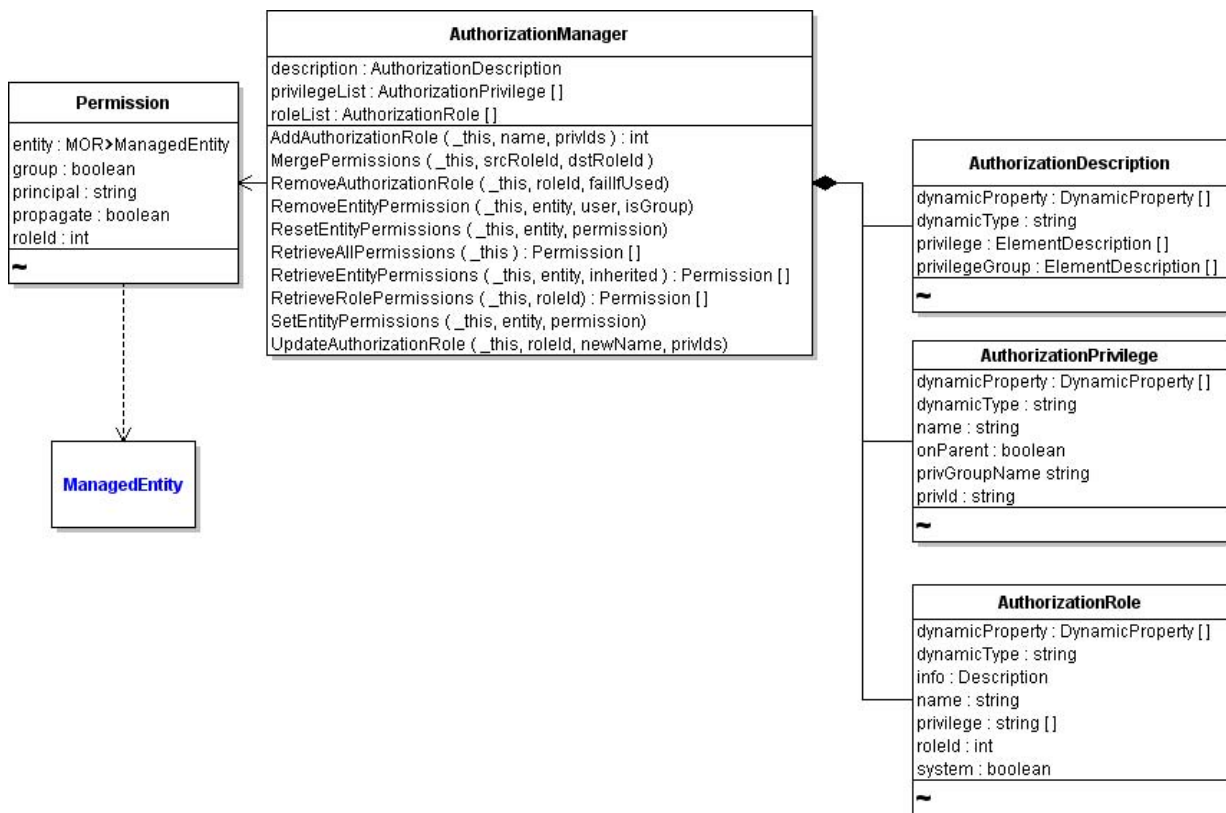 AuthorizationManager
description : AuthorizationDescription
privilegeList : AuthorizationPrivilege [ ]
roleList : AuthorizationRole [ ]
AddAuthorizationRole ( _this, name, privIds ) : int
MergePermissions ( _this, srcRoleId, dstRoleId )
RemoveAuthorizationRole ( _this, roleId, failIfUsed)
RemoveEntityPermission ( _this, entity, user, isGroup)
ResetEntityPermissions ( _this, entity, permission)
RetrieveAllPermissions ( _this ) : Permission [ ]
RetrieveEntityPermissions ( _this, entity, inherited ) : Permission [ ]
RetrieveRolePermissions ( _this, roleId) : Permission [ ]
SetEntityPermissions ( _this, entity, permission)
UpdateAuthorizationRole ( _this, roleId, newName, privIds)
Permission
entity : MOR>ManagedEntity
group : boolean
principal : string
propagate : boolean
roleId : int
~
ManagedEntity
AuthorizationDescription
dynamicProperty : DynamicProperty [ ]
dynamicType : string
privilege : ElementDescription [ ]
privilegeGroup : ElementDescription [ ]
~
AuthorizationPrivilege
dynamicProperty : DynamicProperty [ ]
dynamicType : string
name : string
onParent : boolean
privGroupName string
privId : string
~
AuthorizationRole
dynamicProperty : DynamicProperty [ ]
dynamicType : string
info : Description
name : string
privilege : string [ ]
roleId : int
system : boolean
~